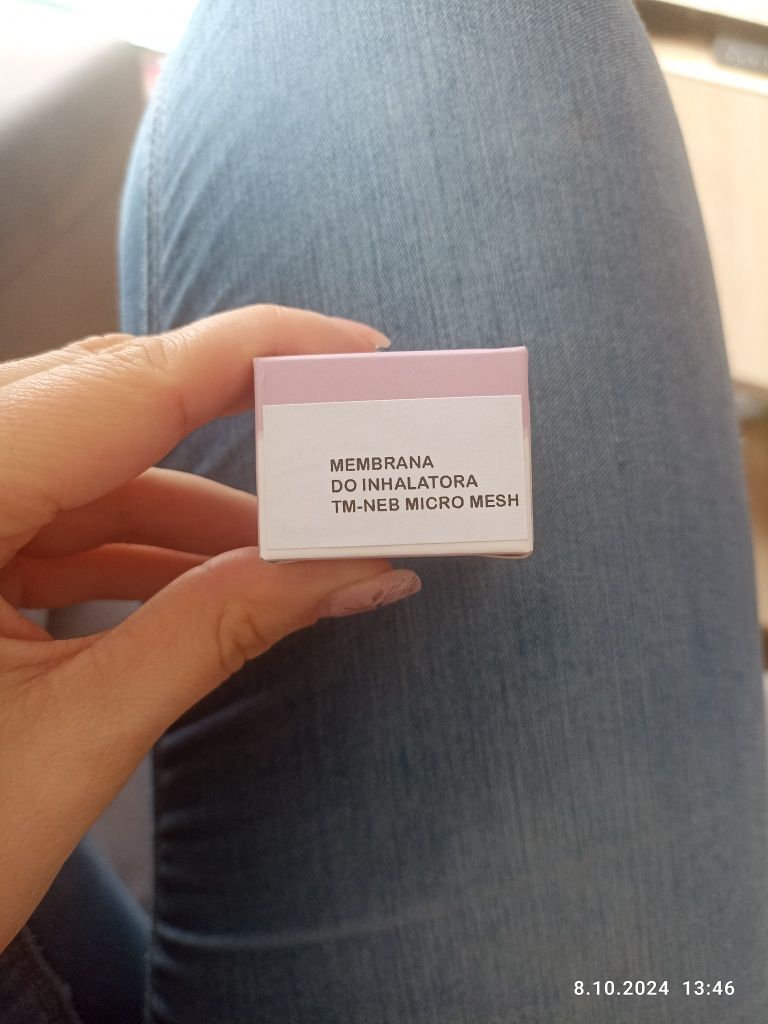 MEMBRANA
DO INHALATORA
TM-NEB MICRO MESH
8.10.2024 13:46